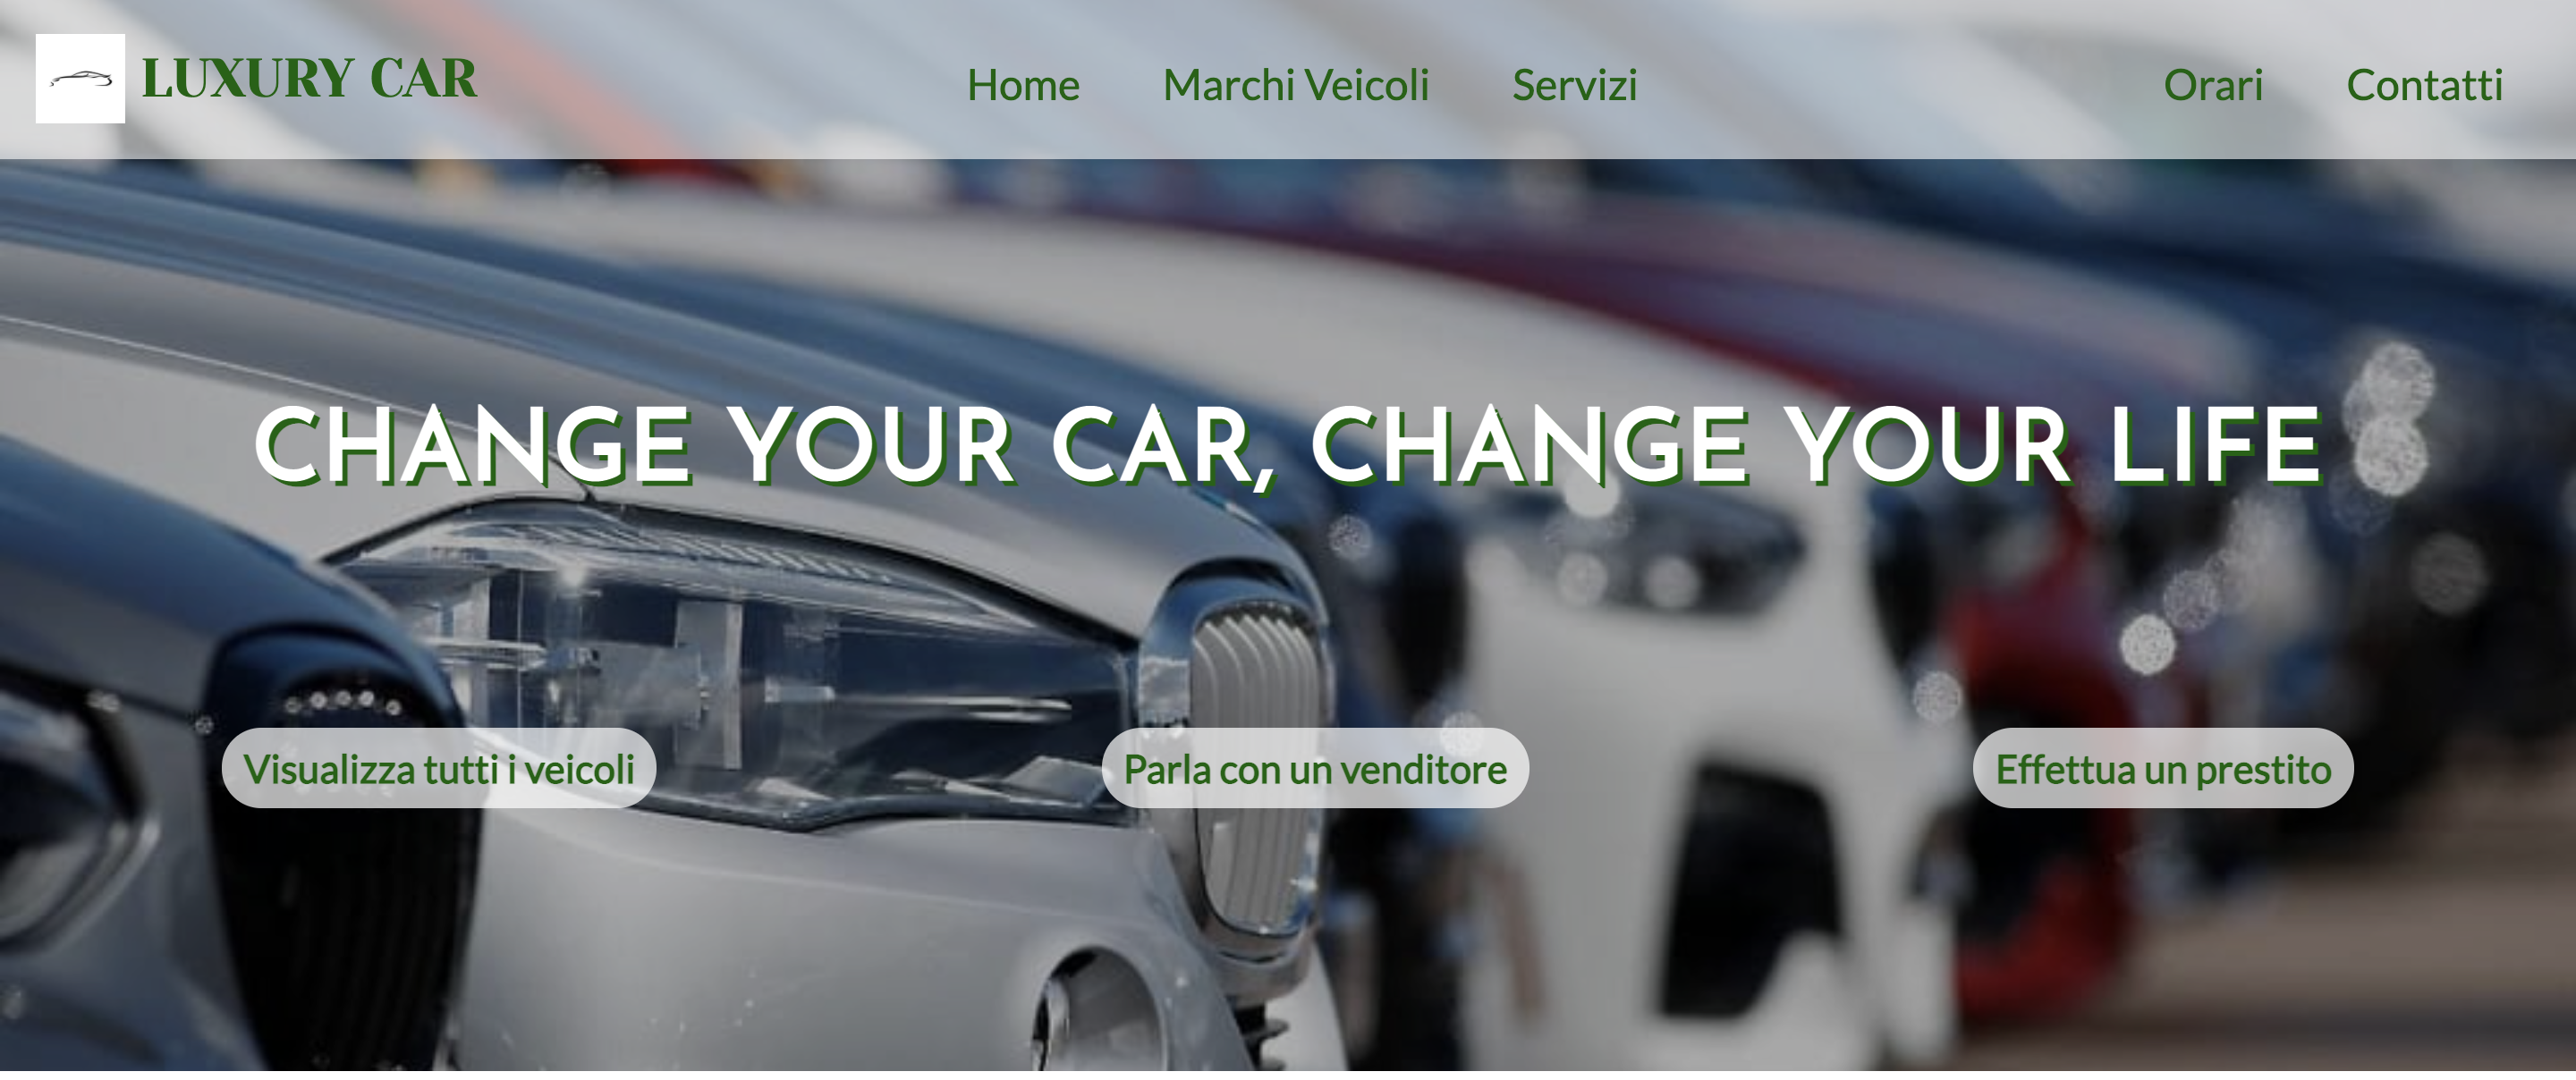 LUXURY CAR
Home Marchi Veicoli Servizi Orari Contatti
CHANGE YOUR CAR, CHANGE YOUR LIFE
Visualizza tutti i veicoli
Parla con un venditore
Effettua un prestito